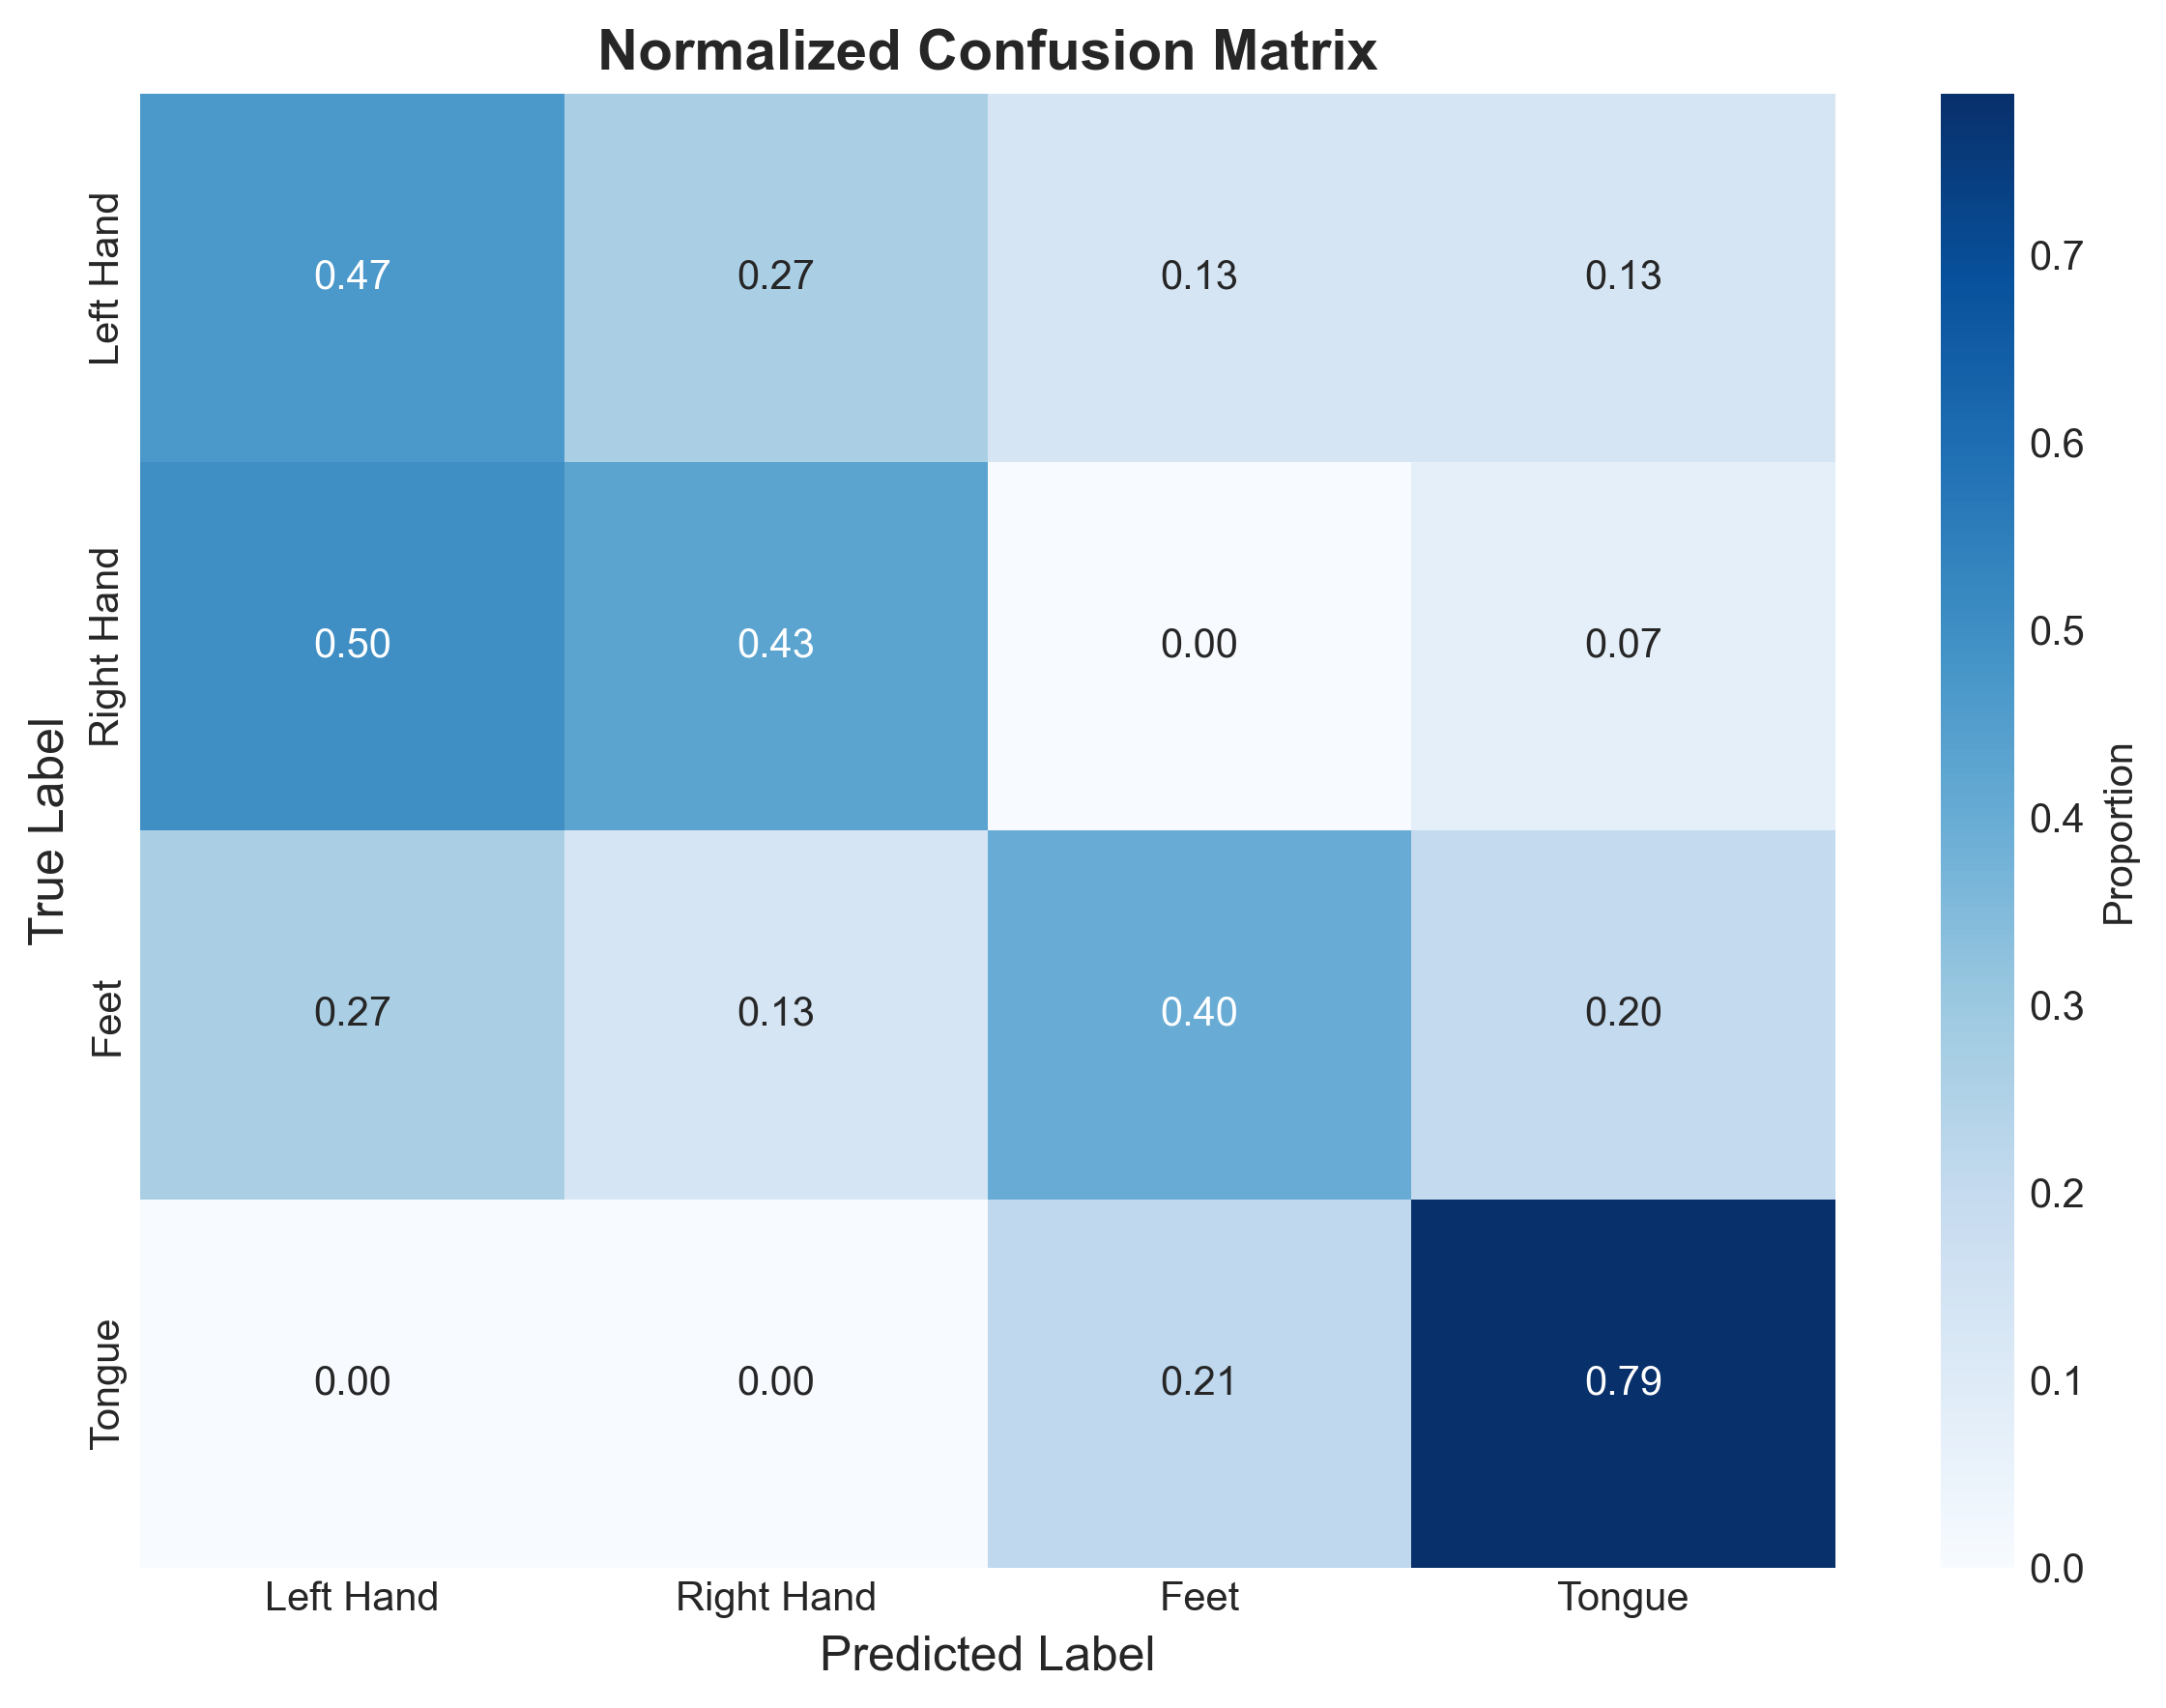 Normalized Confusion Matrix
True Label
Left Hand
0.47 0.27 0.13 0.13
Right Hand
0.50 0.43 0.00 0.07
Feet
0.27 0.13 0.40 0.20
Tongue
0.00 0.00 0.21 0.79
Left Hand Right Hand Feet Tongue
Predicted Label
0.7
0.6
0.5
0.4
0.3
0.2
0.1
0.0
Proportion